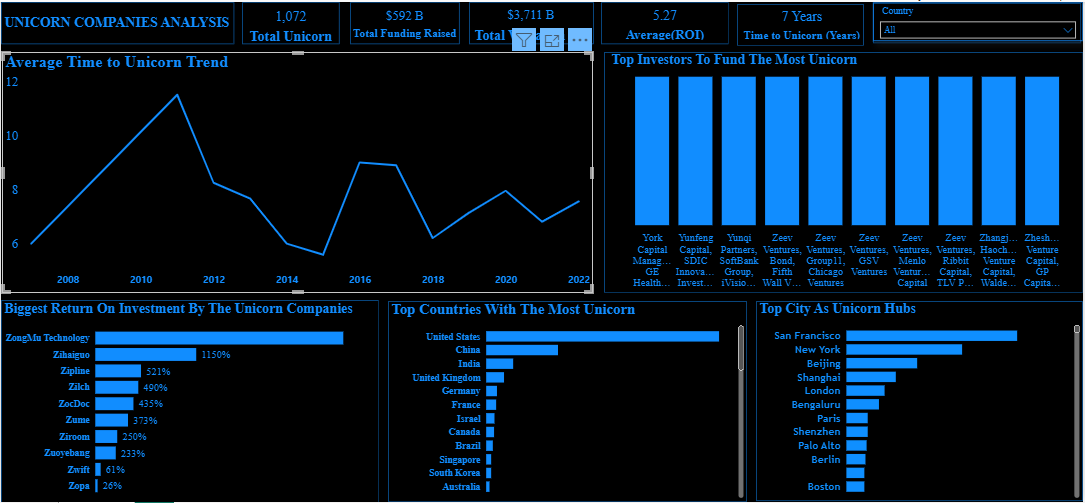 UNICORN COMPANIES ANALYSIS
1,072
Total Unicorn
$592 B
Total Funding Raised
$3,711 B
Total
5.27
Average(ROI)
7 Years
Time to Unicorn (Years)
Country
All
Average Time to Unicorn Trend
12
10
8
6
2008
2010
2012
2014
2016
2018
2020
2022
Top Investors To Fund The Most Unicorn
York
Capital
Manag...
GE
Health...
Yunfeng
Capital,
SDIC
Innova...
Invest...
Yunqi
Partners,
SoftBank
Group,
iVisio...
Zeev
Ventures,
Bond,
Fifth
Wall V...
Zeev
Ventures,
Group11,
Chicago
Ventures
Zeev
Ventures,
GSV
Ventures
Zeev
Ventures,
Menlo
Ventur...
Capital
Zeev
Ventures,
Ribbit
Capital,
TLV P...
Zhangj...
Haoch...
Venture
Capital,
Walde...
Zhesh...
Venture
Capital,
GP
Capita...
Biggest Return On Investment By The Unicorn Companies
ZongMu Technology
Zihaiguo 1150%
Zipline 521%
Zilch 490%
ZocDoc 435%
Zume 373%
Ziroom 250%
Zuoyebang 233%
Zwift 61%
Zopa 26%
Top Countries With The Most Unicorn
United States
China
India
United Kingdom
Germany
France
Israel
Canada
Brazil
Singapore
South Korea
Australia
Top City As Unicorn Hubs
San Francisco
New York
Beijing
Shanghai
London
Bengaluru
Paris
Shenzhen
Palo Alto
Berlin
Boston